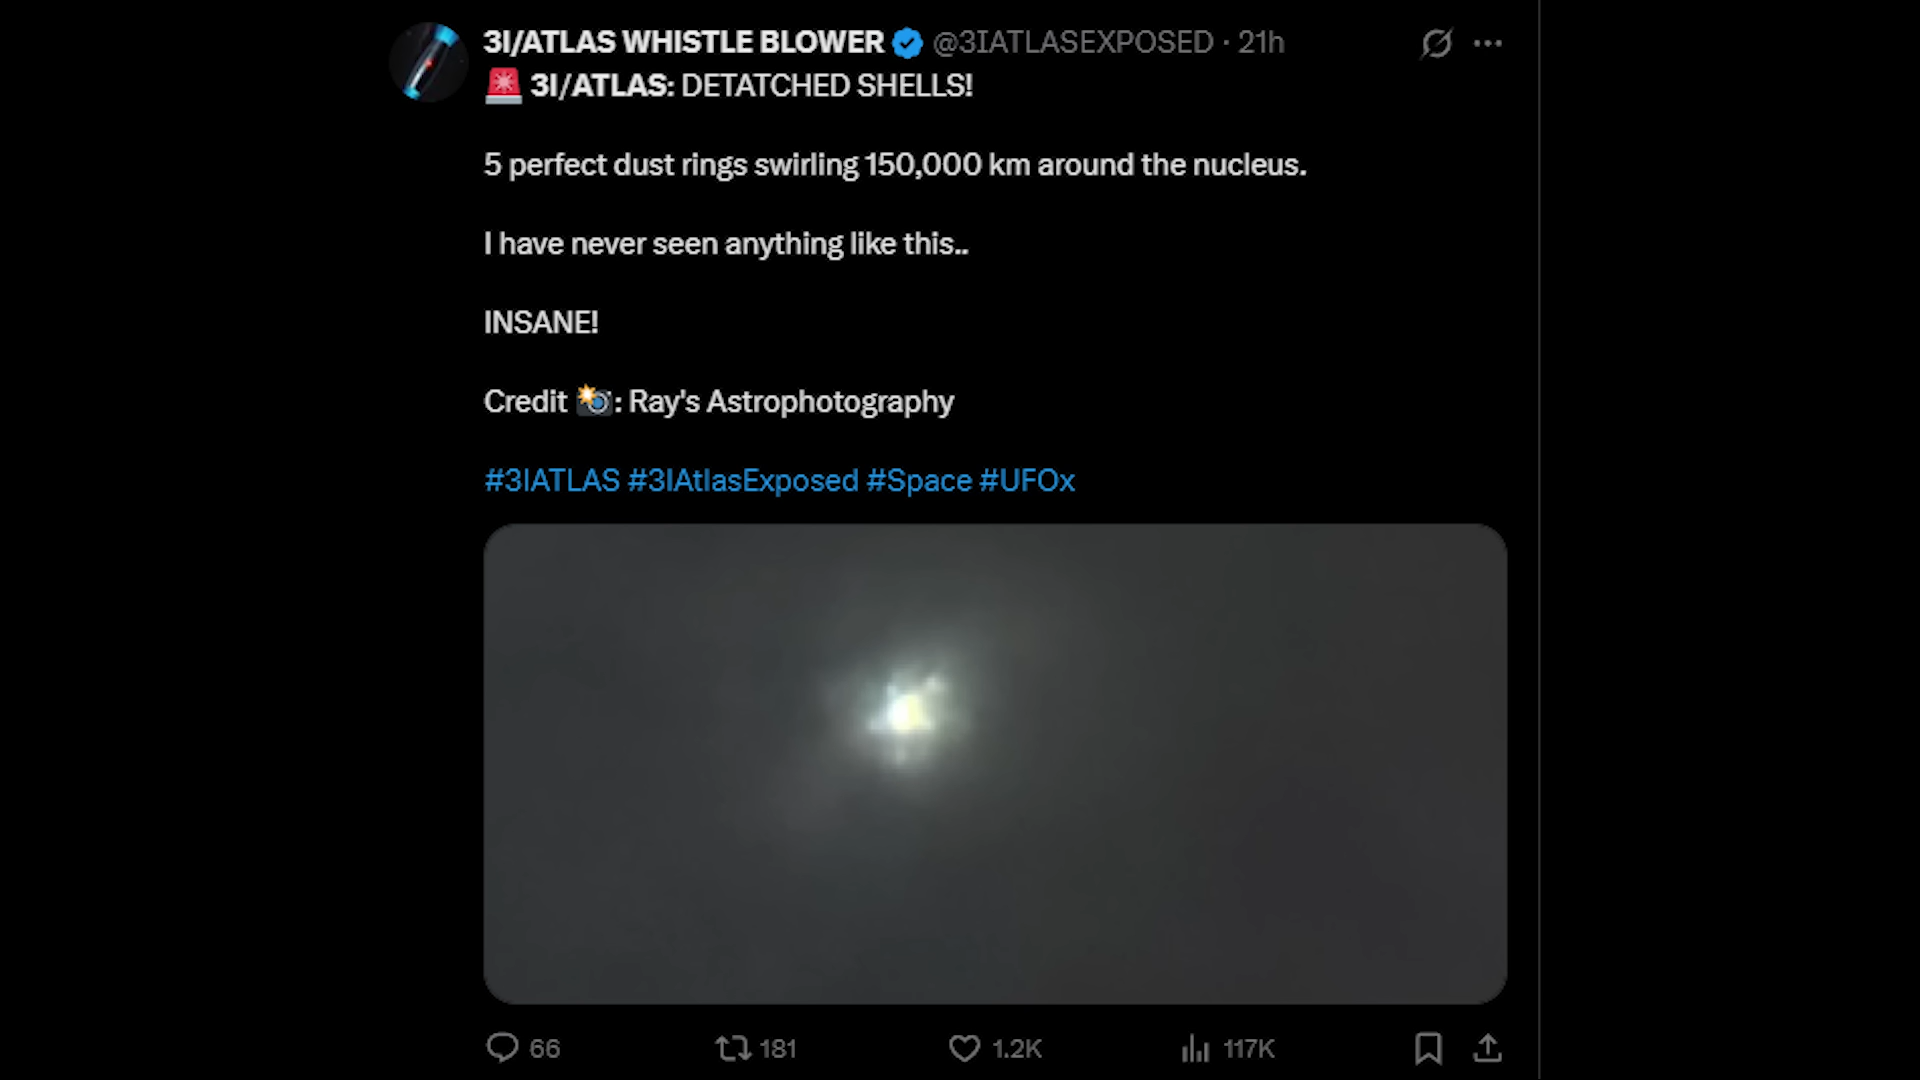 3I/ATLAS WHISTLE BLOWER @3IATLASEXPOSED · 21h
🚨 3I/ATLAS: DETATCHED SHELLS!
5 perfect dust rings swirling 150,000 km around the nucleus.
I have never seen anything like this..
INSANE!
Credit 📸: Ray's Astrophotography
#3IATLAS #3IAtlasExposed #Space #UFOx
66 181 1.2K 117K